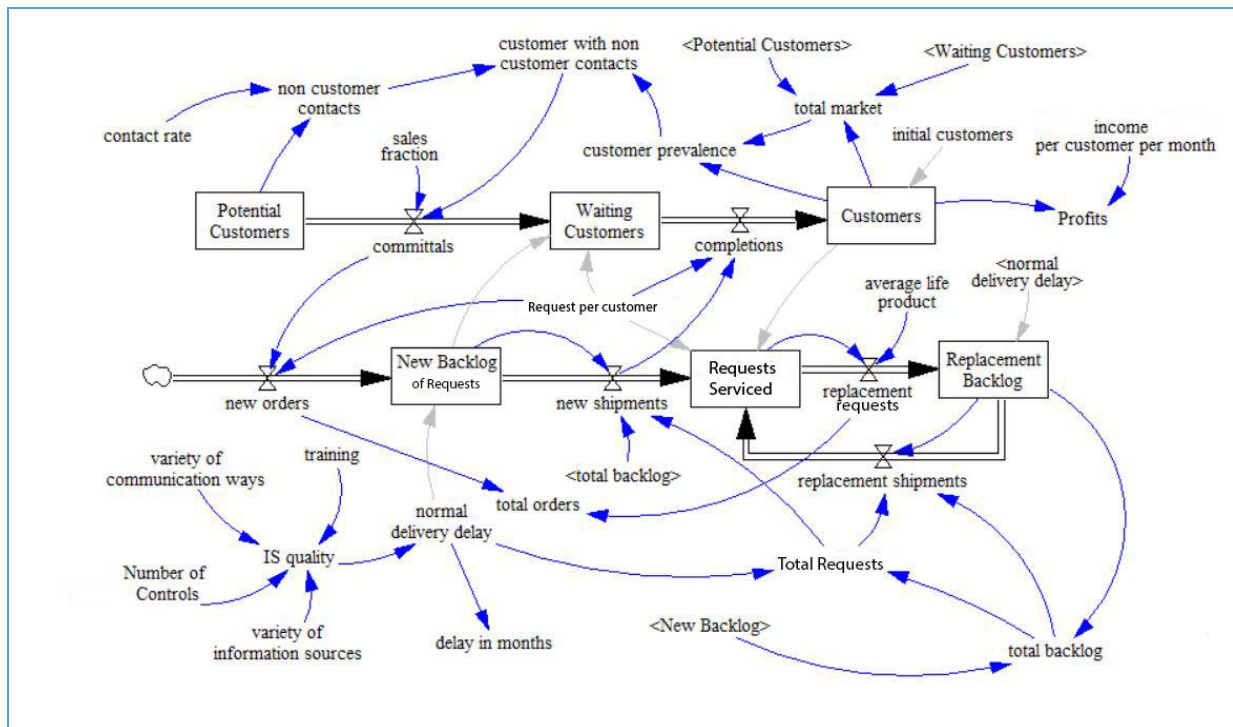 customer with non
customer contacts
<Potential Customers>
<Waiting Customers>
non customer
contacts
contact rate
sales
fraction
total market
customer prevalence
initial customers
income
per customer per month
Potential
Customers
Waiting
Customers
Customers
Profits
committals
completions
<normal
delivery delay>
average life
product
Request per customer
New Backlog
of Requests
Requests
Serviced
Replacement
Backlog
new orders
new shipments
replacement
requests
variety of
communication ways
training
<total backlog>
replacement shipments
total orders
normal
delivery delay
IS quality
Total Requests
Number of
Controls
variety of
information sources
delay in months
<New Backlog>
total backlog